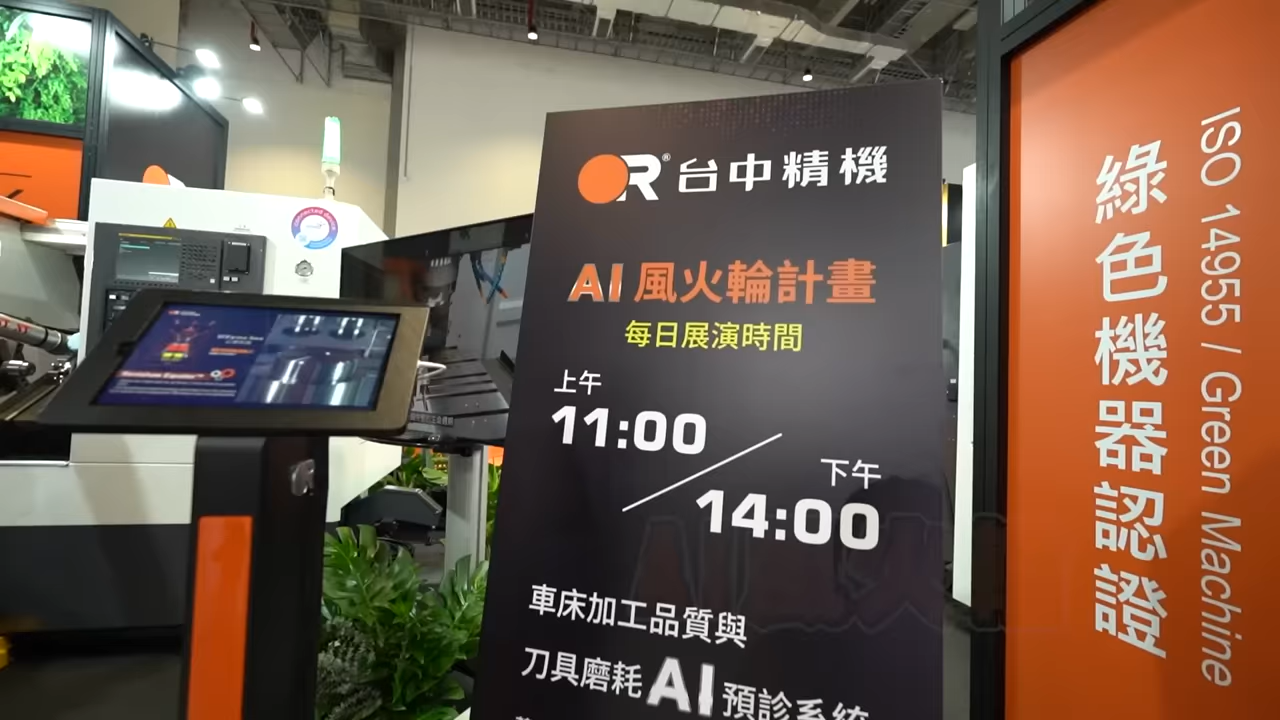 R® 台中精機
AI 風火輪計畫
每日展演時間
上午
11:00
下午
14:00
車床加工品質與
刀具磨耗AI預診系統
綠色機器認證
ISO 14955 / Green Machine